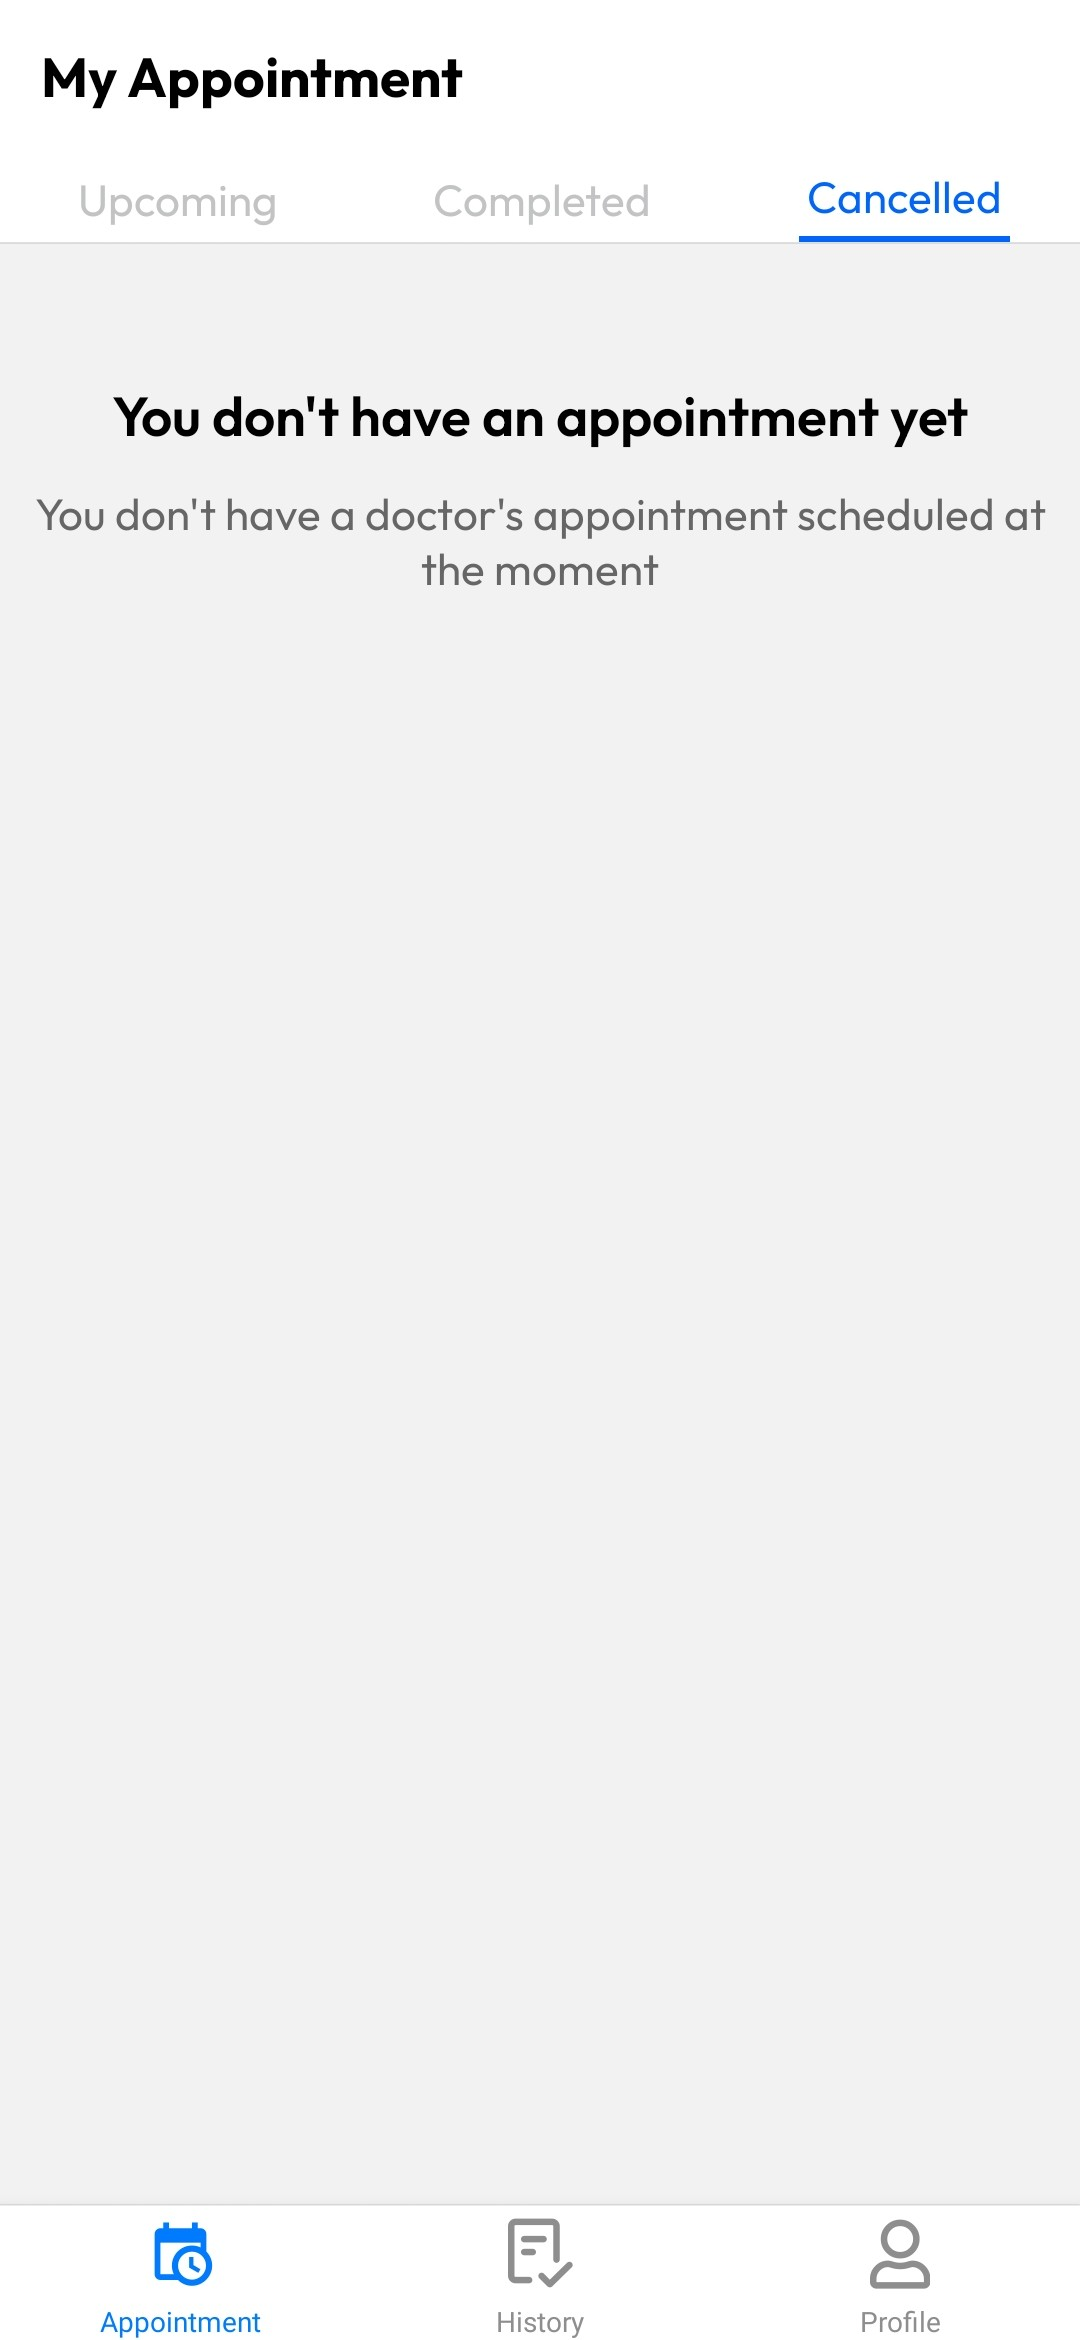 My Appointment
Upcoming Completed Cancelled
You don't have an appointment yet
You don't have a doctor's appointment scheduled at
the moment
Appointment History Profile